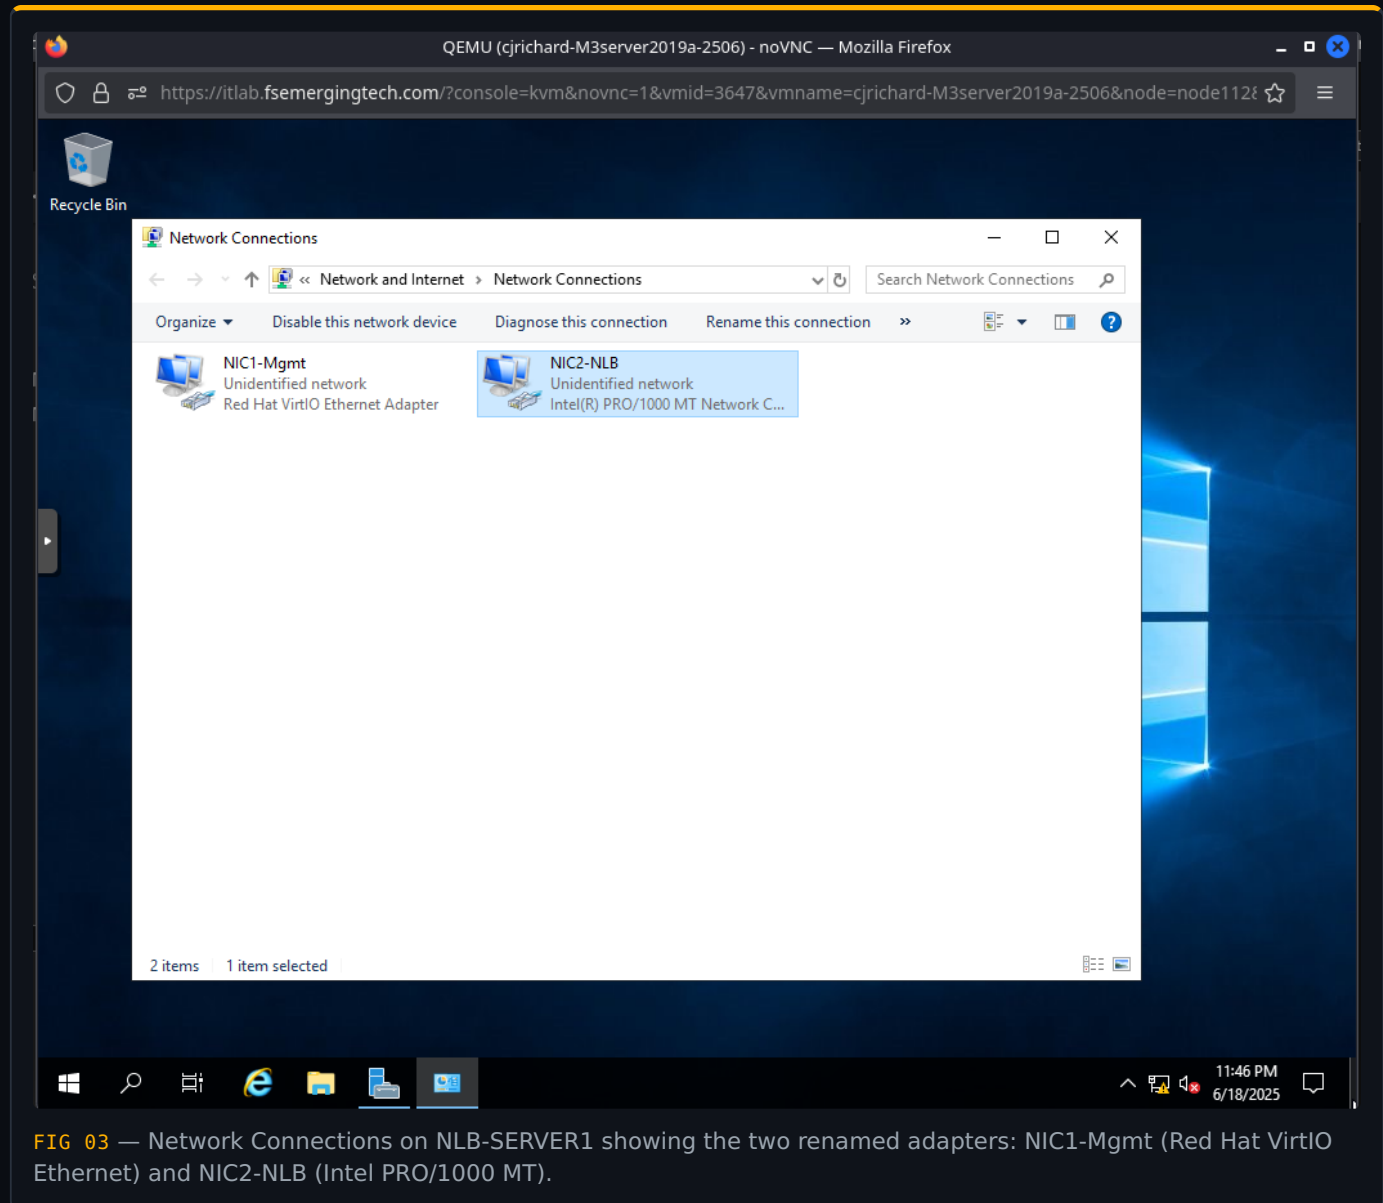 QEMU (cjrichard-M3server2019a-2506) - noVNC — Mozilla Firefox
https://itlab.fsemergingtech.com/?console=kvm&novnc=1&vmid=3647&vmname=cjrichard-M3server2019a-2506&node=node112&
Recycle Bin
Network Connections
« Network and Internet › Network Connections
Search Network Connections
Organize
Disable this network device
Diagnose this connection
Rename this connection
»
NIC1-Mgmt
Unidentified network
Red Hat VirtIO Ethernet Adapter
NIC2-NLB
Unidentified network
Intel(R) PRO/1000 MT Network C...
2 items
1 item selected
11:46 PM
6/18/2025
FIG 03 — Network Connections on NLB-SERVER1 showing the two renamed adapters: NIC1-Mgmt (Red Hat VirtIO
Ethernet) and NIC2-NLB (Intel PRO/1000 MT).